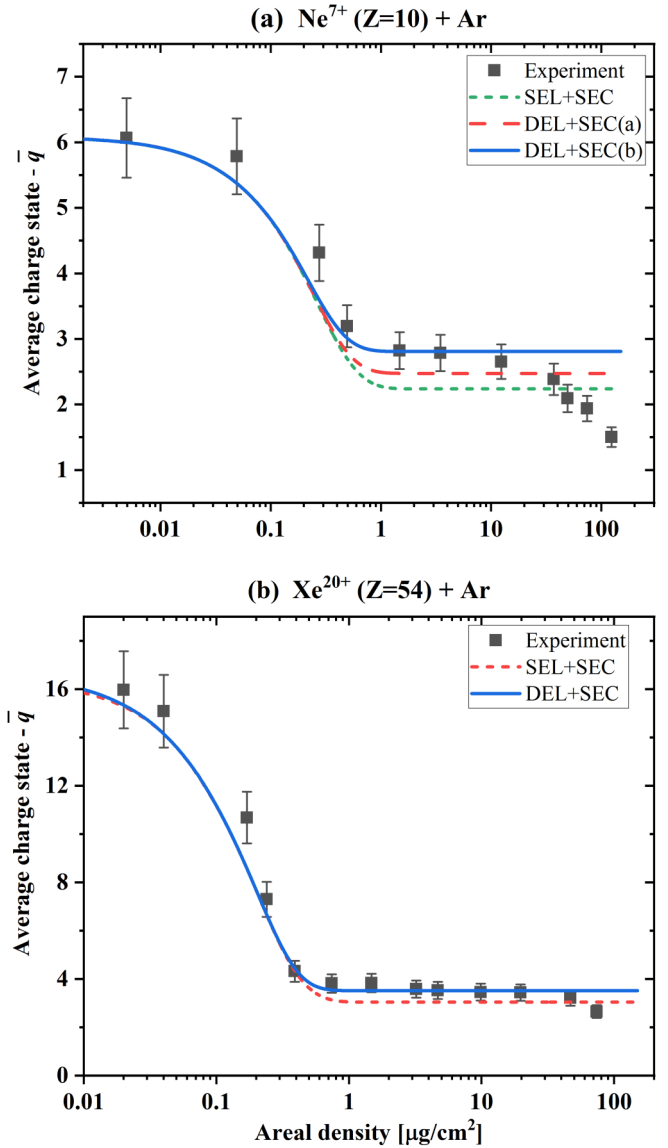 (a) Ne⁷⁺ (Z=10) + Ar
Experiment
SEL+SEC
DEL+SEC(a)
DEL+SEC(b)
7
6
5
4
3
2
1
Average charge state - q̅
0.01 0.1 1 10 100
(b) Xe²⁰⁺ (Z=54) + Ar
Experiment
SEL+SEC
DEL+SEC
16
12
8
4
0
Average charge state - q̅
0.01 0.1 1 10 100
Areal density [μg/cm²]